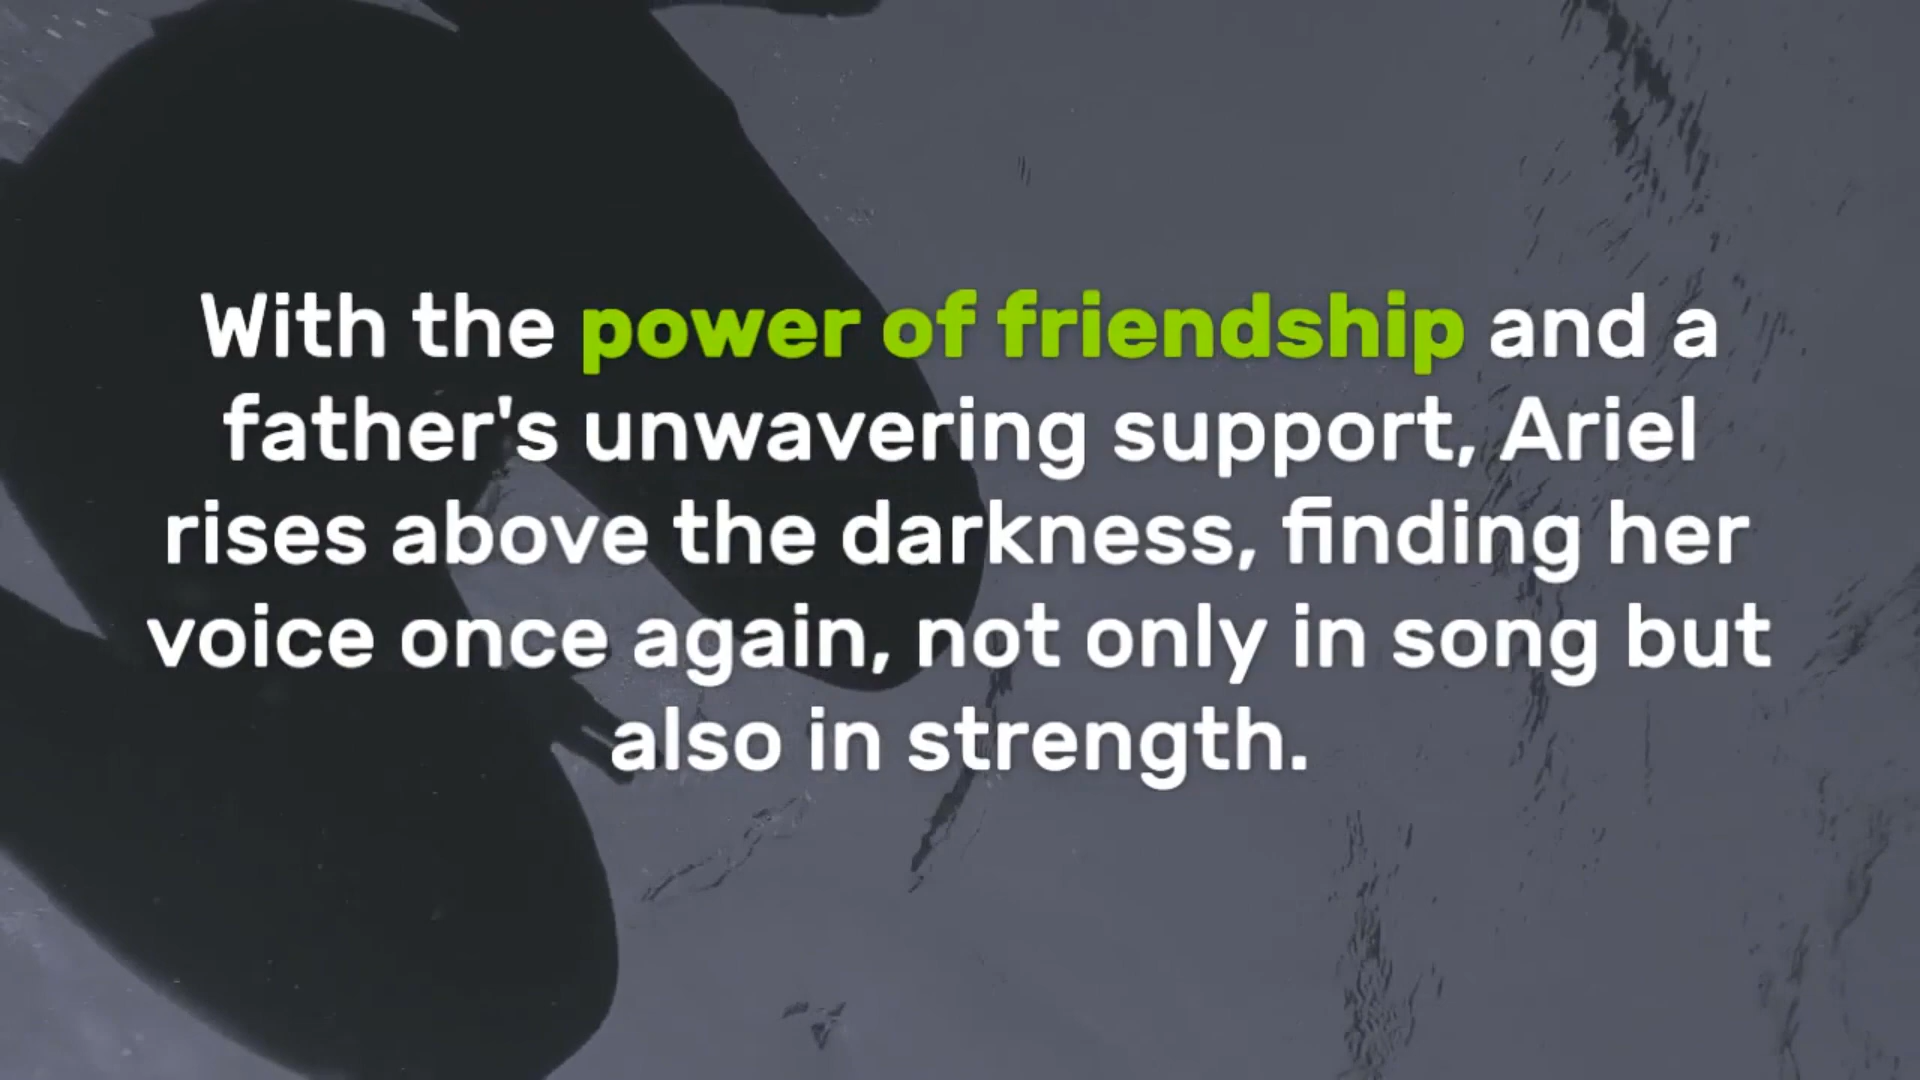 With the power of friendship and a
father's unwavering support, Ariel
rises above the darkness, finding her
voice once again, not only in song but
also in strength.